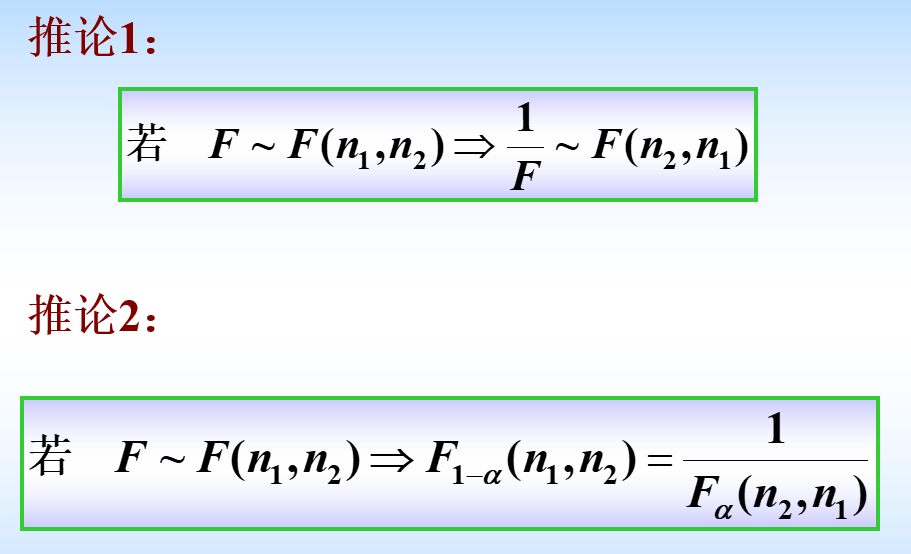 推论1：
若 F ~ F(n₁,n₂) ⇒ 1/F ~ F(n₂,n₁)
推论2：
若 F ~ F(n₁,n₂) ⇒ F₁₋α(n₁,n₂) = 1/Fα(n₂,n₁)